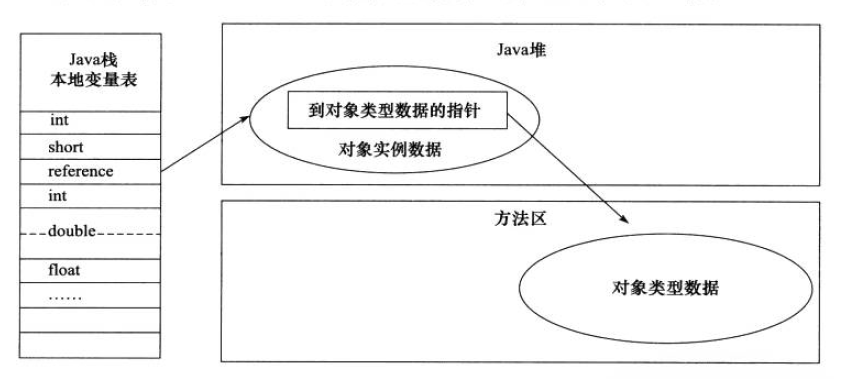 Java栈
本地变量表
int
short
reference
int
double
float
……
Java堆
到对象类型数据的指针
对象实例数据
方法区
对象类型数据